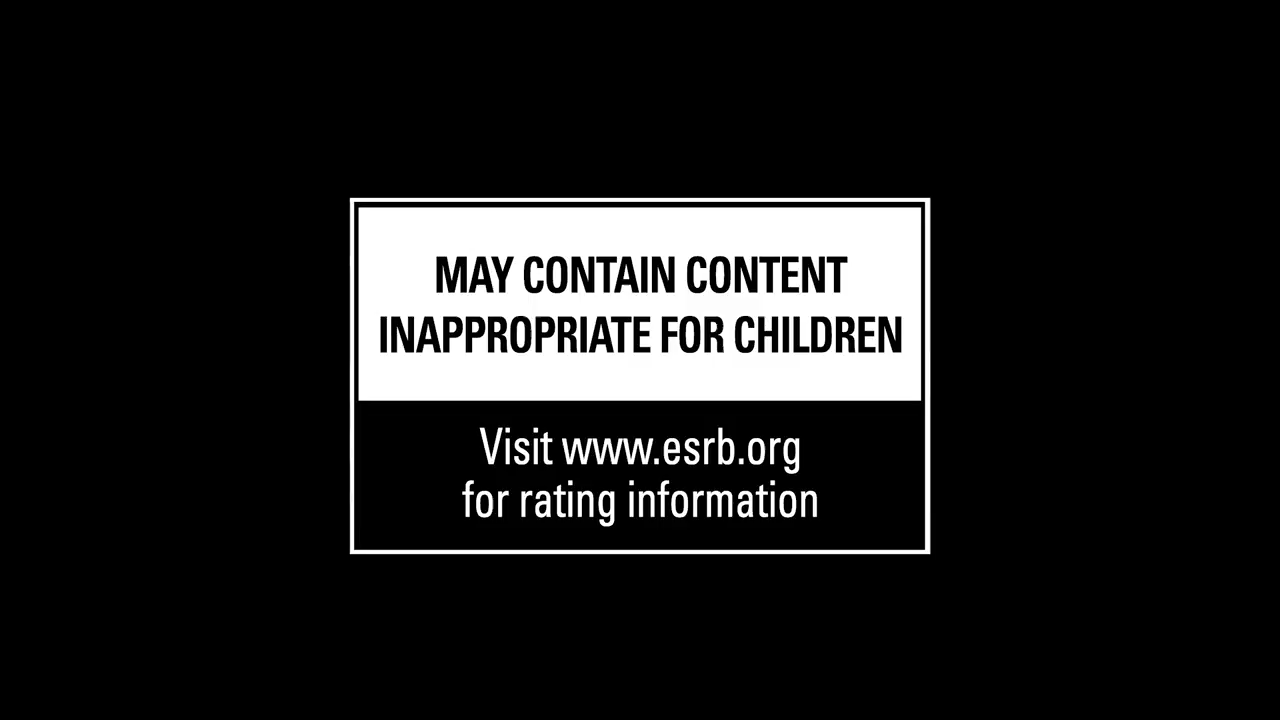 MAY CONTAIN CONTENT
INAPPROPRIATE FOR CHILDREN
Visit www.esrb.org
for rating information